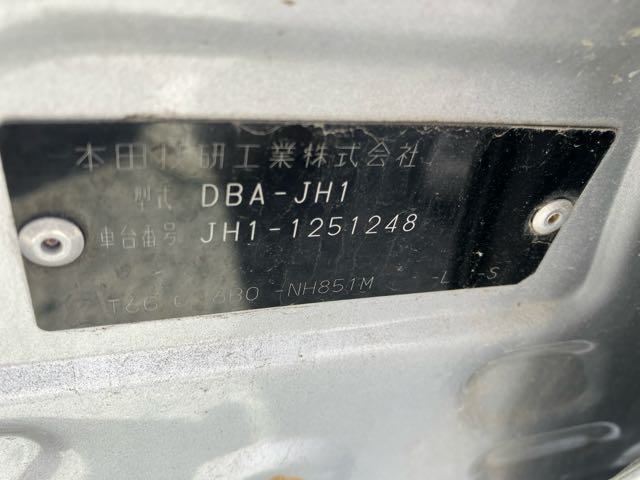 本田技研工業株式会社
型式 DBA-JH1
車台番号 JH1-1251248
-NH851M -L S